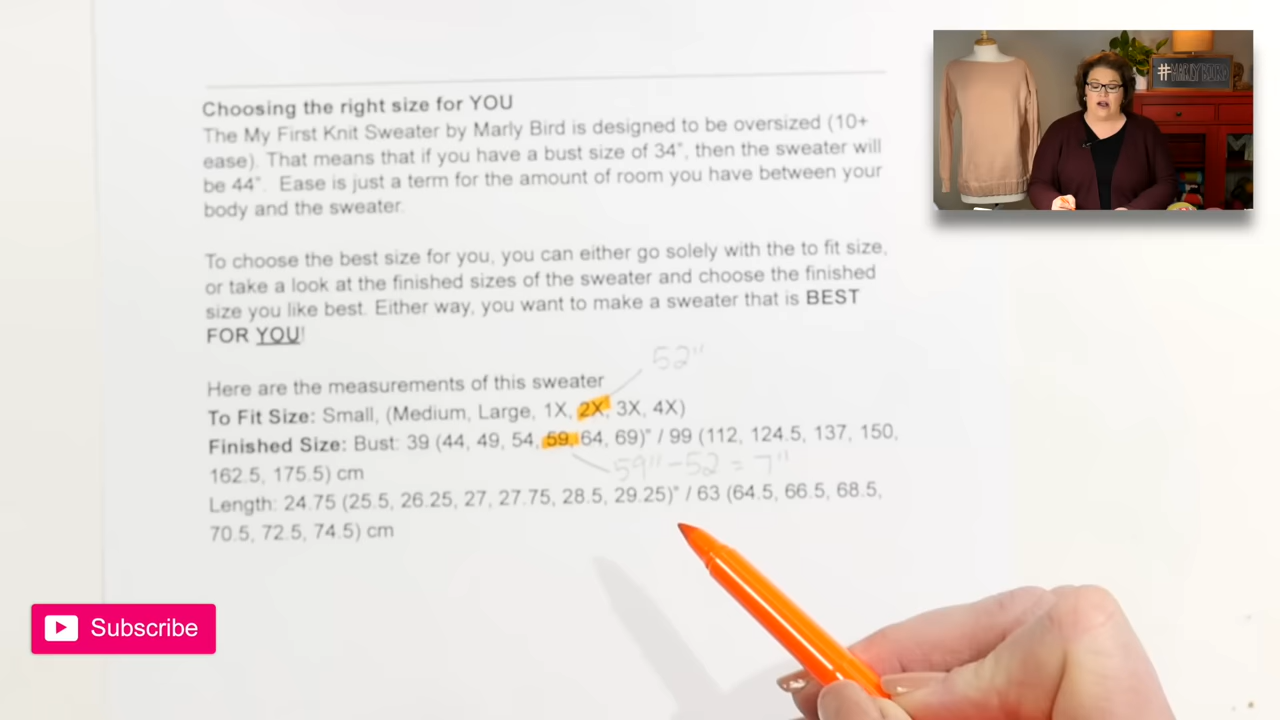 #MARLYBIRD
Choosing the right size for YOU
The My First Knit Sweater by Marly Bird is designed to be oversized (10+
ease). That means that if you have a bust size of 34", then the sweater will
be 44". Ease is just a term for the amount of room you have between your
body and the sweater.
To choose the best size for you, you can either go solely with the to fit size,
or take a look at the finished sizes of the sweater and choose the finished
size you like best. Either way, you want to make a sweater that is BEST
FOR YOU!
52"
Here are the measurements of this sweater
To Fit Size: Small, (Medium, Large, 1X, 2X, 3X, 4X)
Finished Size: Bust: 39 (44, 49, 54, 59, 64, 69)" / 99 (112, 124.5, 137, 150,
162.5, 175.5) cm
59" - 52 = 7"
Length: 24.75 (25.5, 26.25, 27, 27.75, 28.5, 29.25)" / 63 (64.5, 66.5, 68.5,
70.5, 72.5, 74.5) cm
Subscribe